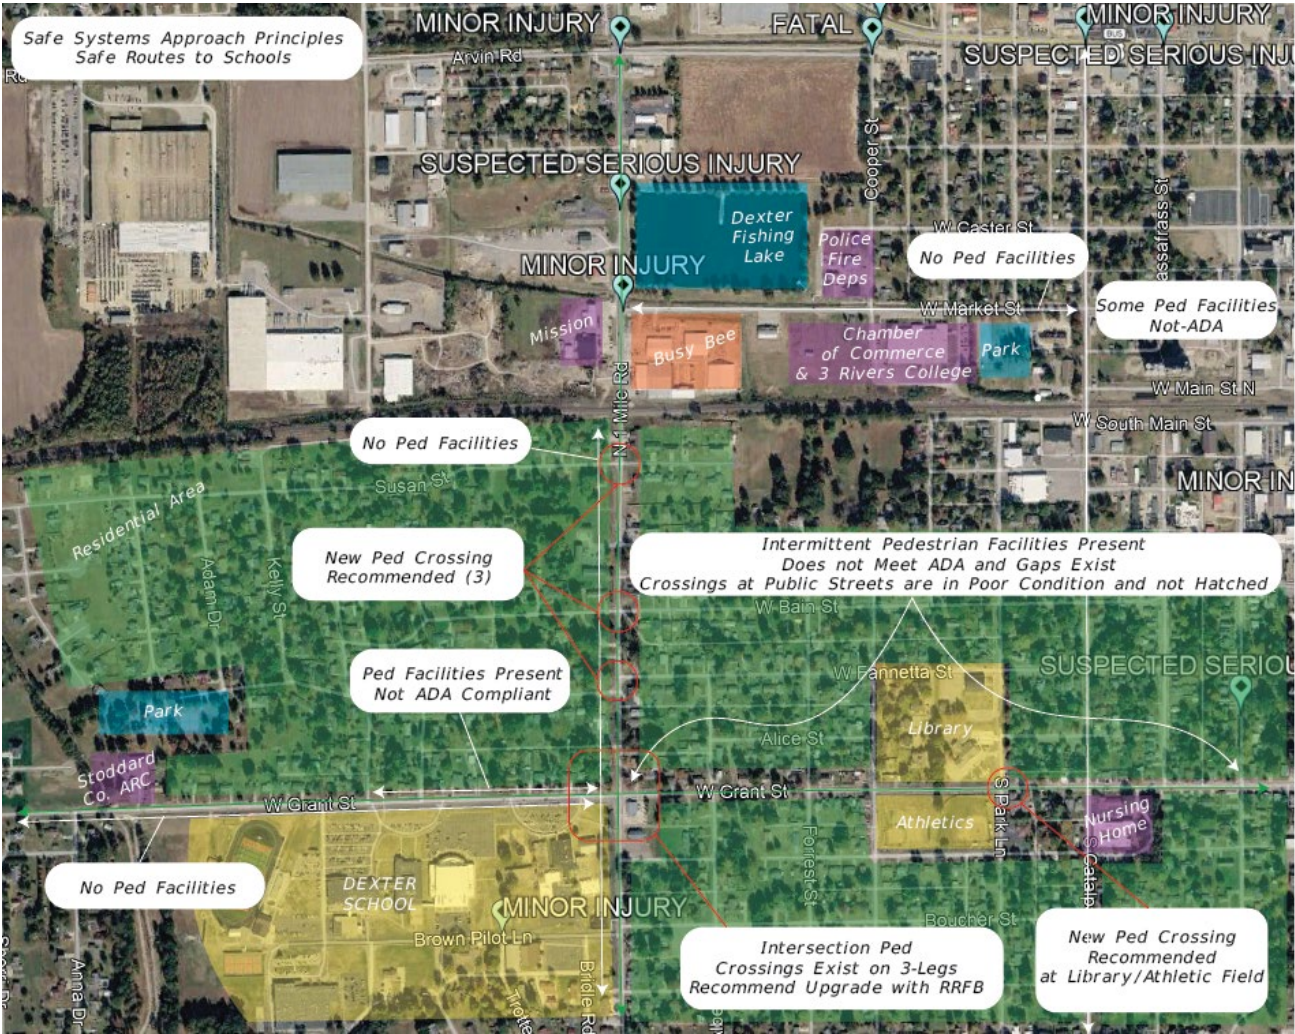 Safe Systems Approach Principles
Safe Routes to Schools
MINOR INJURY
FATAL
MINOR INJURY
BUS
SUSPECTED SERIOUS INJU
Rd
Arvin Rd
SUSPECTED SERIOUS INJURY
Cooper St
assafrass St
Dexter
Fishing
Lake
Police
Fire
Deps
W Caster St
No Ped Facilities
MINOR INJURY
W Market St
Some Ped Facilities
Not-ADA
Mission
Busy Bee
Chamber
of Commerce
& 3 Rivers College
Park
N 1 Mile Rd
W Main St N
W South Main St
No Ped Facilities
MINOR IN
Susan St
Residential Area
New Ped Crossing
Recommended (3)
Adam Dr
Kelly St
Intermittent Pedestrian Facilities Present
Does not Meet ADA and Gaps Exist
Crossings at Public Streets are in Poor Condition and not Hatched
W Bain St
Ped Facilities Present
Not ADA Compliant
W Fannetta St
SUSPECTED SERIOU
Park
Library
Alice St
Stoddard
Co. ARC
W Grant St
W Grant St
S Park Ln
Athletics
Nursing
Home
Forrest St
S Catalp
No Ped Facilities
DEXTER
SCHOOL
MINOR INJURY
Brown Pilot Ln
Boucher St
Intersection Ped
Crossings Exist on 3-Legs
Recommend Upgrade with RRFB
New Ped Crossing
Recommended
at Library/Athletic Field
Anna Dr
Bridle Rd